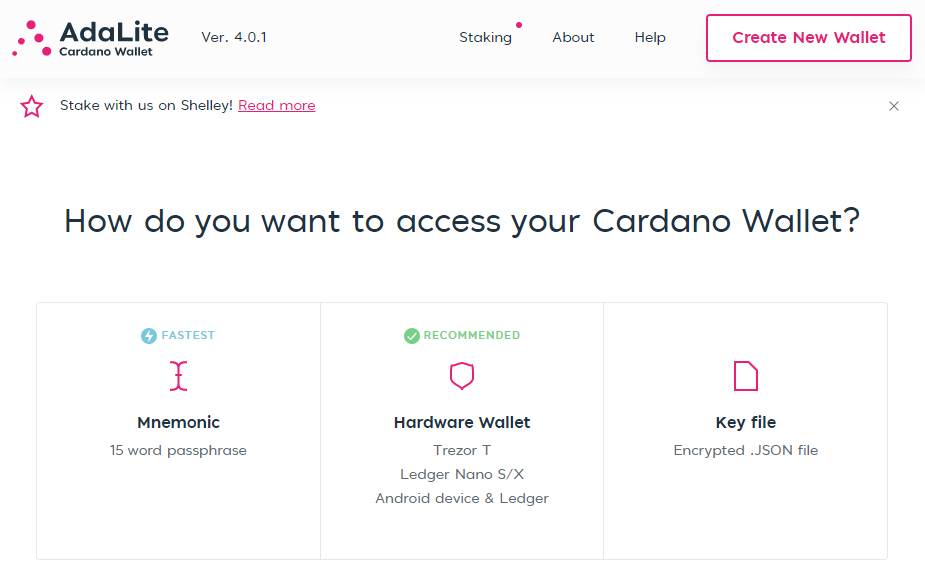 AdaLite
Cardano Wallet
Ver. 4.0.1
Staking
About
Help
Create New Wallet
Stake with us on Shelley! Read more
How do you want to access your Cardano Wallet?
FASTEST
Mnemonic
15 word passphrase
RECOMMENDED
Hardware Wallet
Trezor T
Ledger Nano S/X
Android device & Ledger
Key file
Encrypted .JSON file